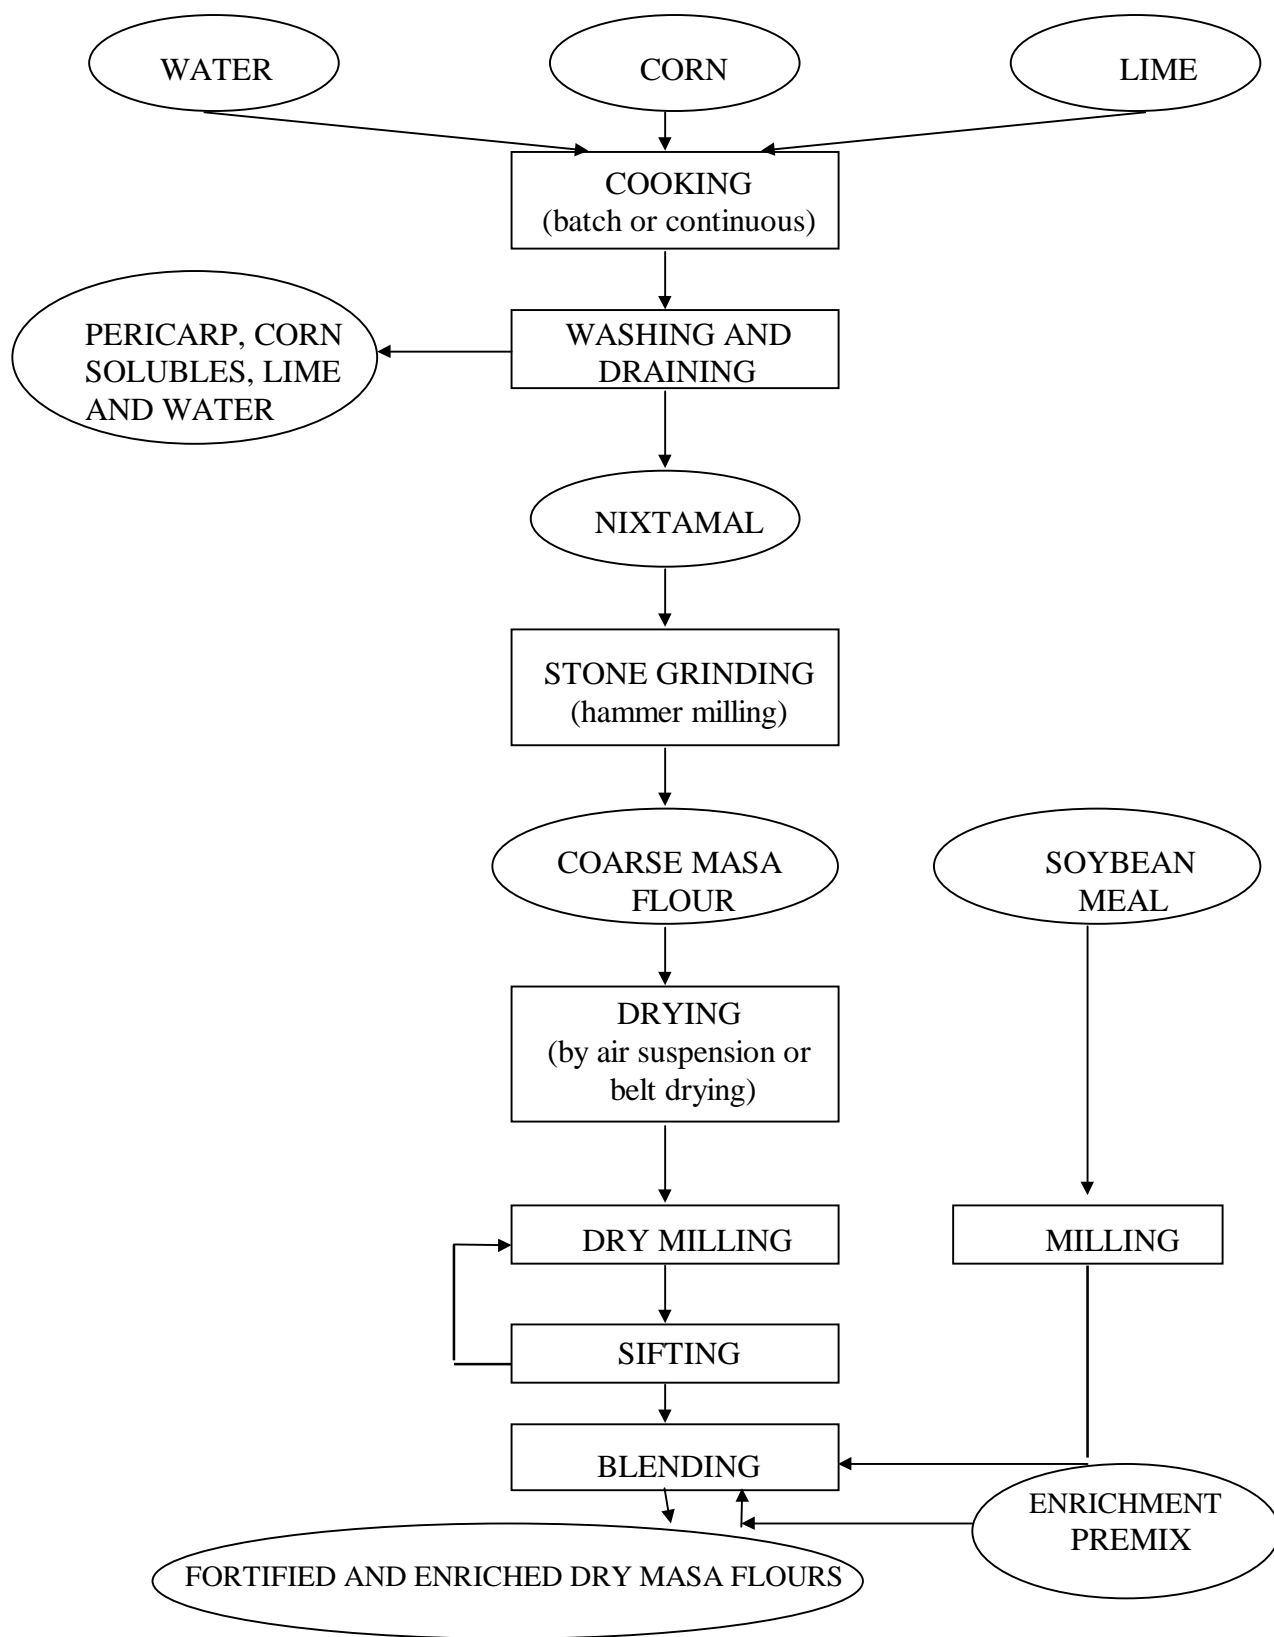 WATER
CORN
LIME
COOKING
(batch or continuous)
PERICARP, CORN
SOLUBLES, LIME
AND WATER
WASHING AND
DRAINING
NIXTAMAL
STONE GRINDING
(hammer milling)
COARSE MASA
FLOUR
SOYBEAN
MEAL
DRYING
(by air suspension or
belt drying)
DRY MILLING
MILLING
SIFTING
BLENDING
ENRICHMENT
PREMIX
FORTIFIED AND ENRICHED DRY MASA FLOURS